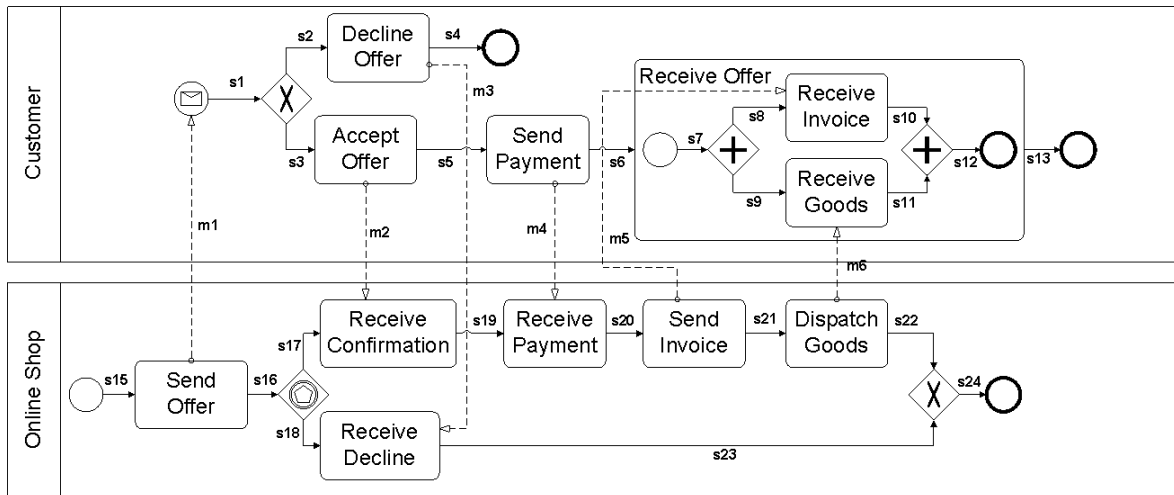 Customer
s1
s2
Decline
Offer
s4
m3
s3
Accept
Offer
s5
Send
Payment
s6
Receive Offer
s7
s8
Receive
Invoice
s10
s9
Receive
Goods
s11
s12
s13
m1
m2
m4
m5
m6
Online Shop
s15
Send
Offer
s16
s17
Receive
Confirmation
s19
Receive
Payment
s20
Send
Invoice
s21
Dispatch
Goods
s22
s18
Receive
Decline
s23
s24